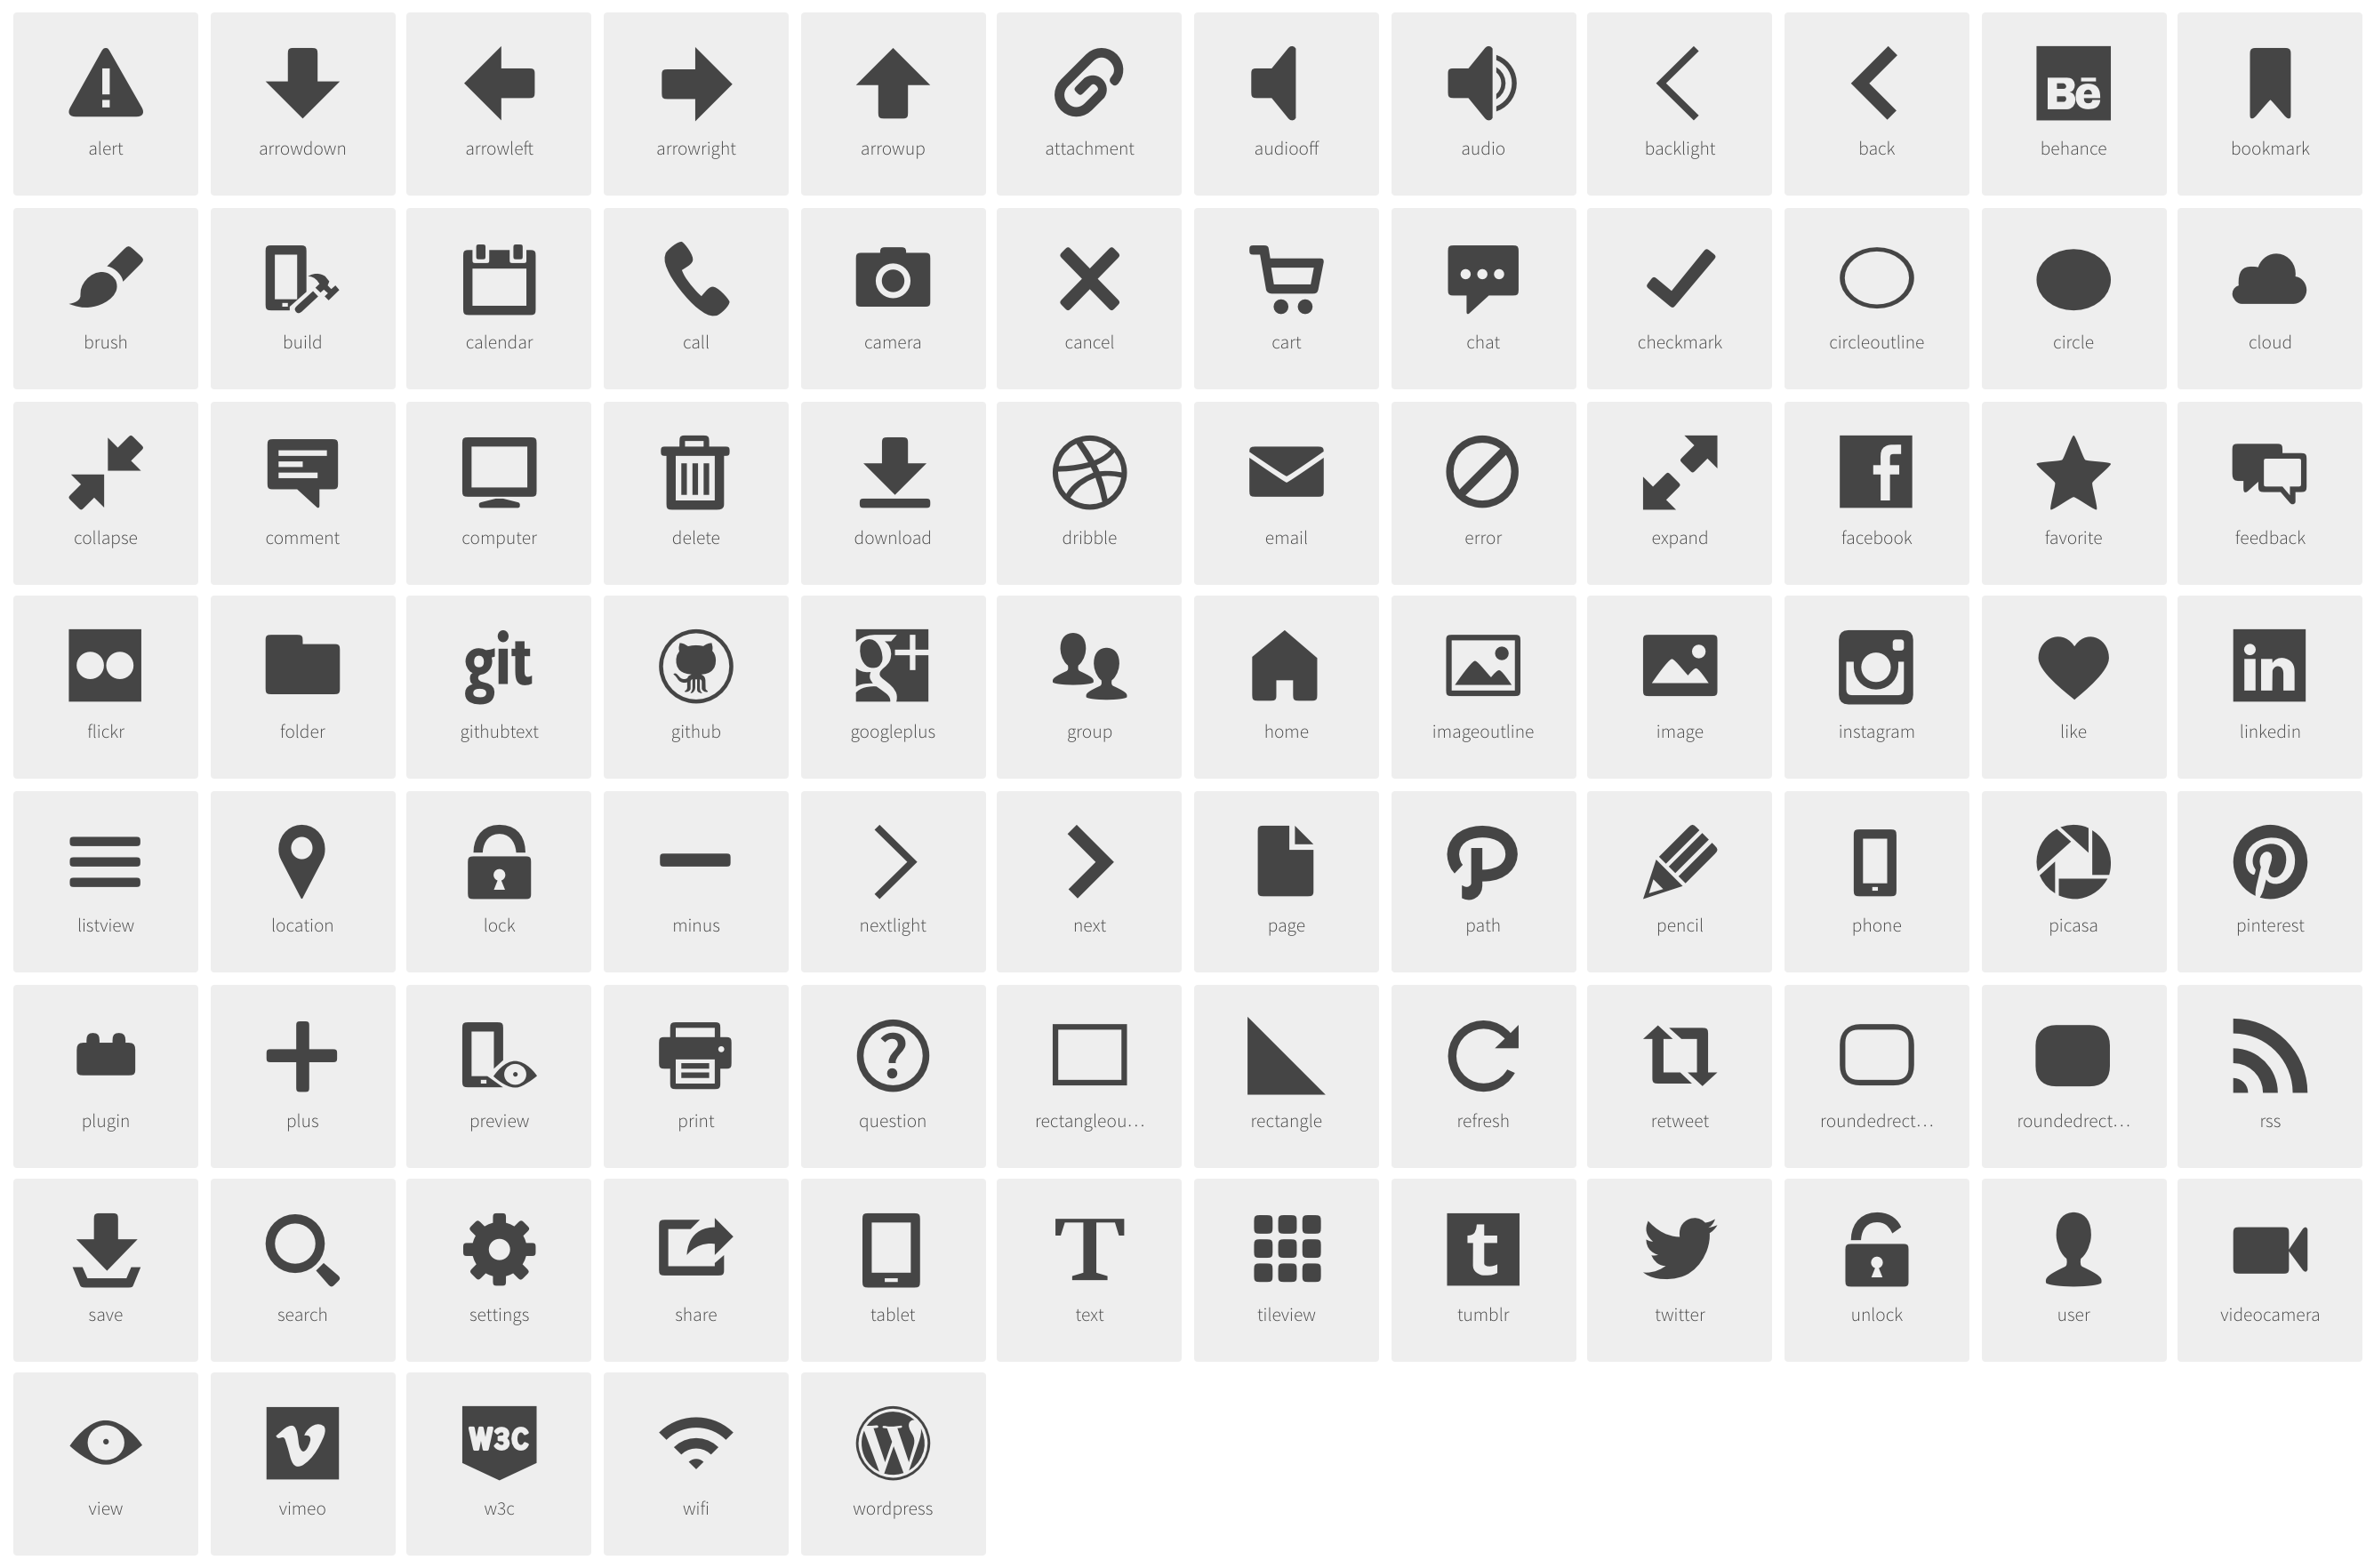 alert arrowdown arrowleft arrowright arrowup attachment audiooff audio backlight back Bē behance bookmark
brush build calendar call camera cancel cart chat checkmark circleoutline circle cloud
collapse comment computer delete download dribble email error expand f facebook favorite feedback
flickr folder git githubtext github g+ googleplus group home imageoutline image instagram like in linkedin
listview location lock minus nextlight next page path pencil phone picasa pinterest
plugin plus preview print ? question rectangleou... rectangle refresh retweet roundedrect... roundedrect... rss
save search settings share tablet T text tileview t tumblr twitter unlock user videocamera
view v vimeo W3C w3c wifi W wordpress